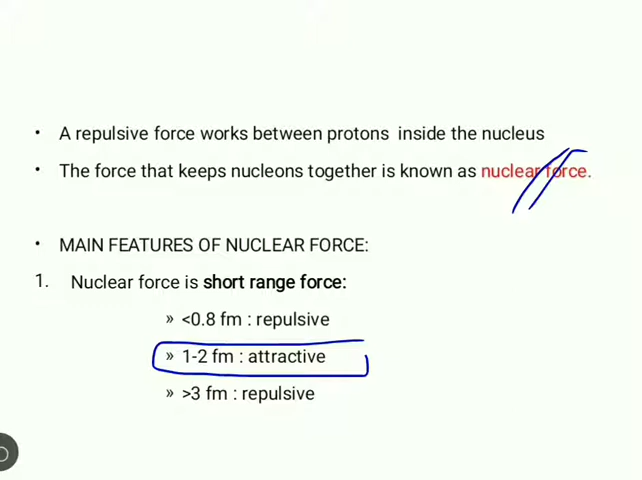 • A repulsive force works between protons inside the nucleus
• The force that keeps nucleons together is known as nuclear force.
• MAIN FEATURES OF NUCLEAR FORCE:
1. Nuclear force is short range force:
» <0.8 fm : repulsive
» 1-2 fm : attractive
» >3 fm : repulsive